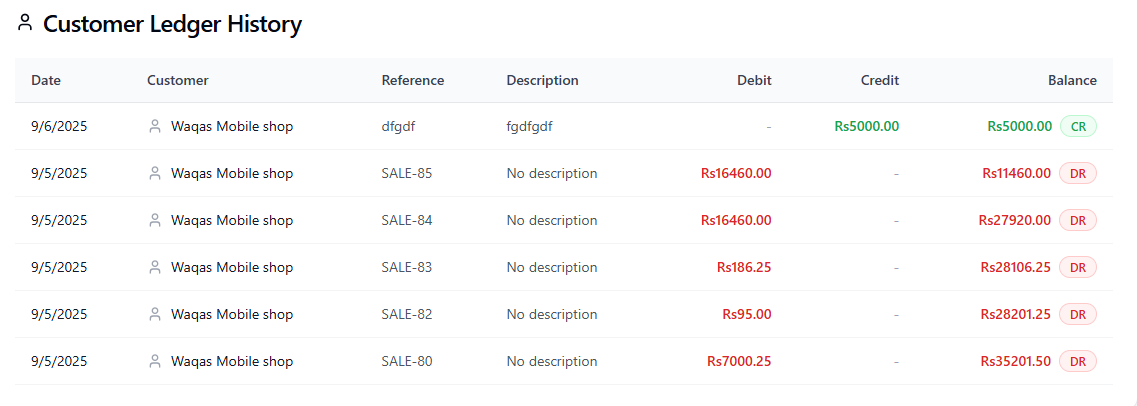 Customer Ledger History
Date Customer Reference Description Debit Credit Balance
9/6/2025 Waqas Mobile shop dfgdf fgdfgdf - Rs5000.00 Rs5000.00 CR
9/5/2025 Waqas Mobile shop SALE-85 No description Rs16460.00 - Rs11460.00 DR
9/5/2025 Waqas Mobile shop SALE-84 No description Rs16460.00 - Rs27920.00 DR
9/5/2025 Waqas Mobile shop SALE-83 No description Rs186.25 - Rs28106.25 DR
9/5/2025 Waqas Mobile shop SALE-82 No description Rs95.00 - Rs28201.25 DR
9/5/2025 Waqas Mobile shop SALE-80 No description Rs7000.25 - Rs35201.50 DR